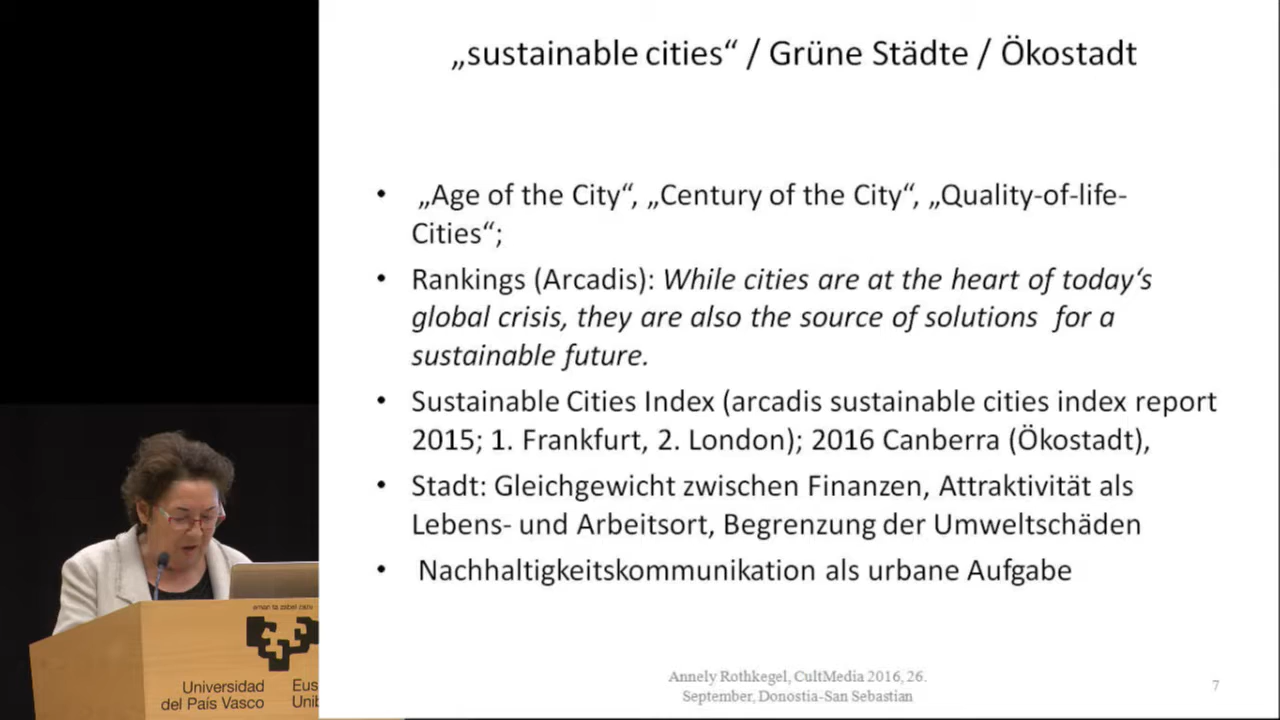 „sustainable cities“ / Grüne Städte / Ökostadt
• „Age of the City“, „Century of the City“, „Quality-of-life-
Cities“;
• Rankings (Arcadis): While cities are at the heart of today‘s
global crisis, they are also the source of solutions for a
sustainable future.
• Sustainable Cities Index (arcadis sustainable cities index report
2015; 1. Frankfurt, 2. London); 2016 Canberra (Ökostadt),
• Stadt: Gleichgewicht zwischen Finanzen, Attraktivität als
Lebens- und Arbeitsort, Begrenzung der Umweltschäden
• Nachhaltigkeitskommunikation als urbane Aufgabe
Annely Rothkegel, CultMedia 2016, 26.
September, Donostia-San Sebastian
7
eman ta zabal zazu
Universidad
del País Vasco
Eus
Unib